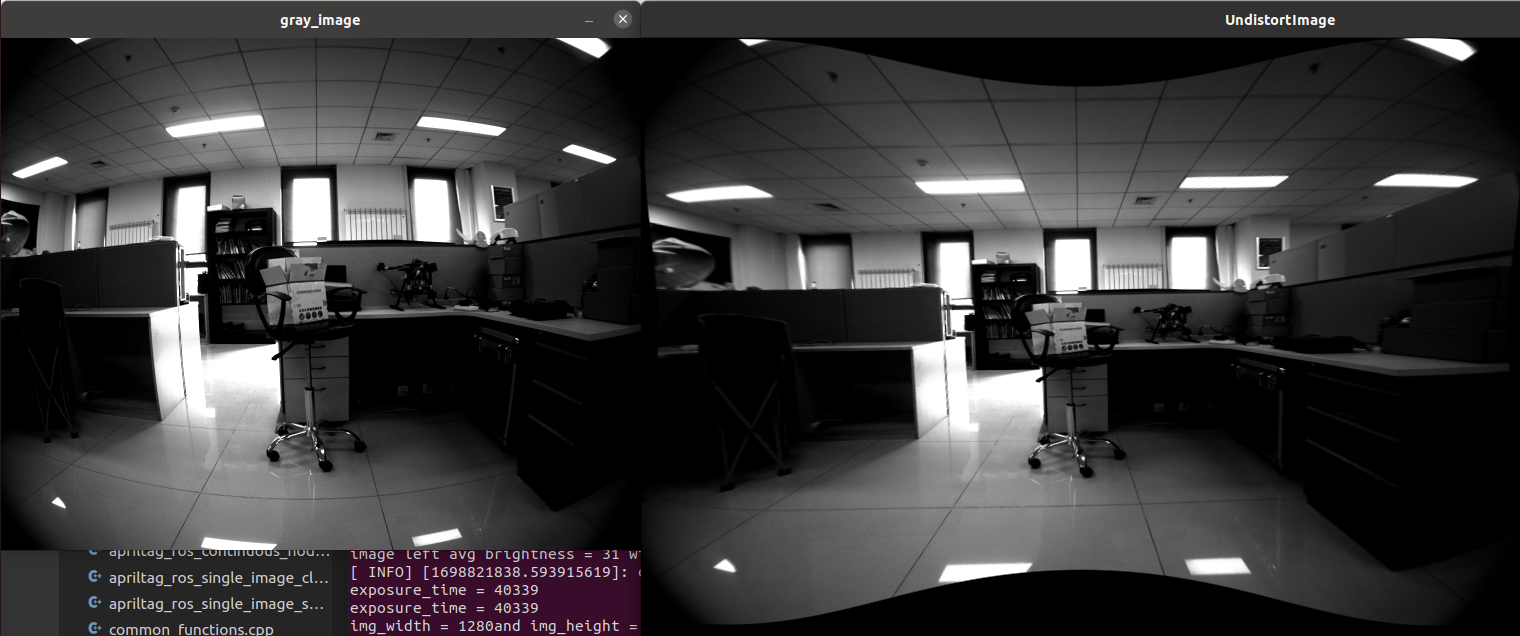 gray_image
UndistortImage
apriltag_ros_continuous_nod...
apriltag_ros_single_image_cl...
apriltag_ros_single_image_s...
common_functions.cpp
image left avg brightness = 31 wi
[ INFO] [1698821838.593915619]:
exposure_time = 40339
exposure_time = 40339
img_width = 1280and img_height =